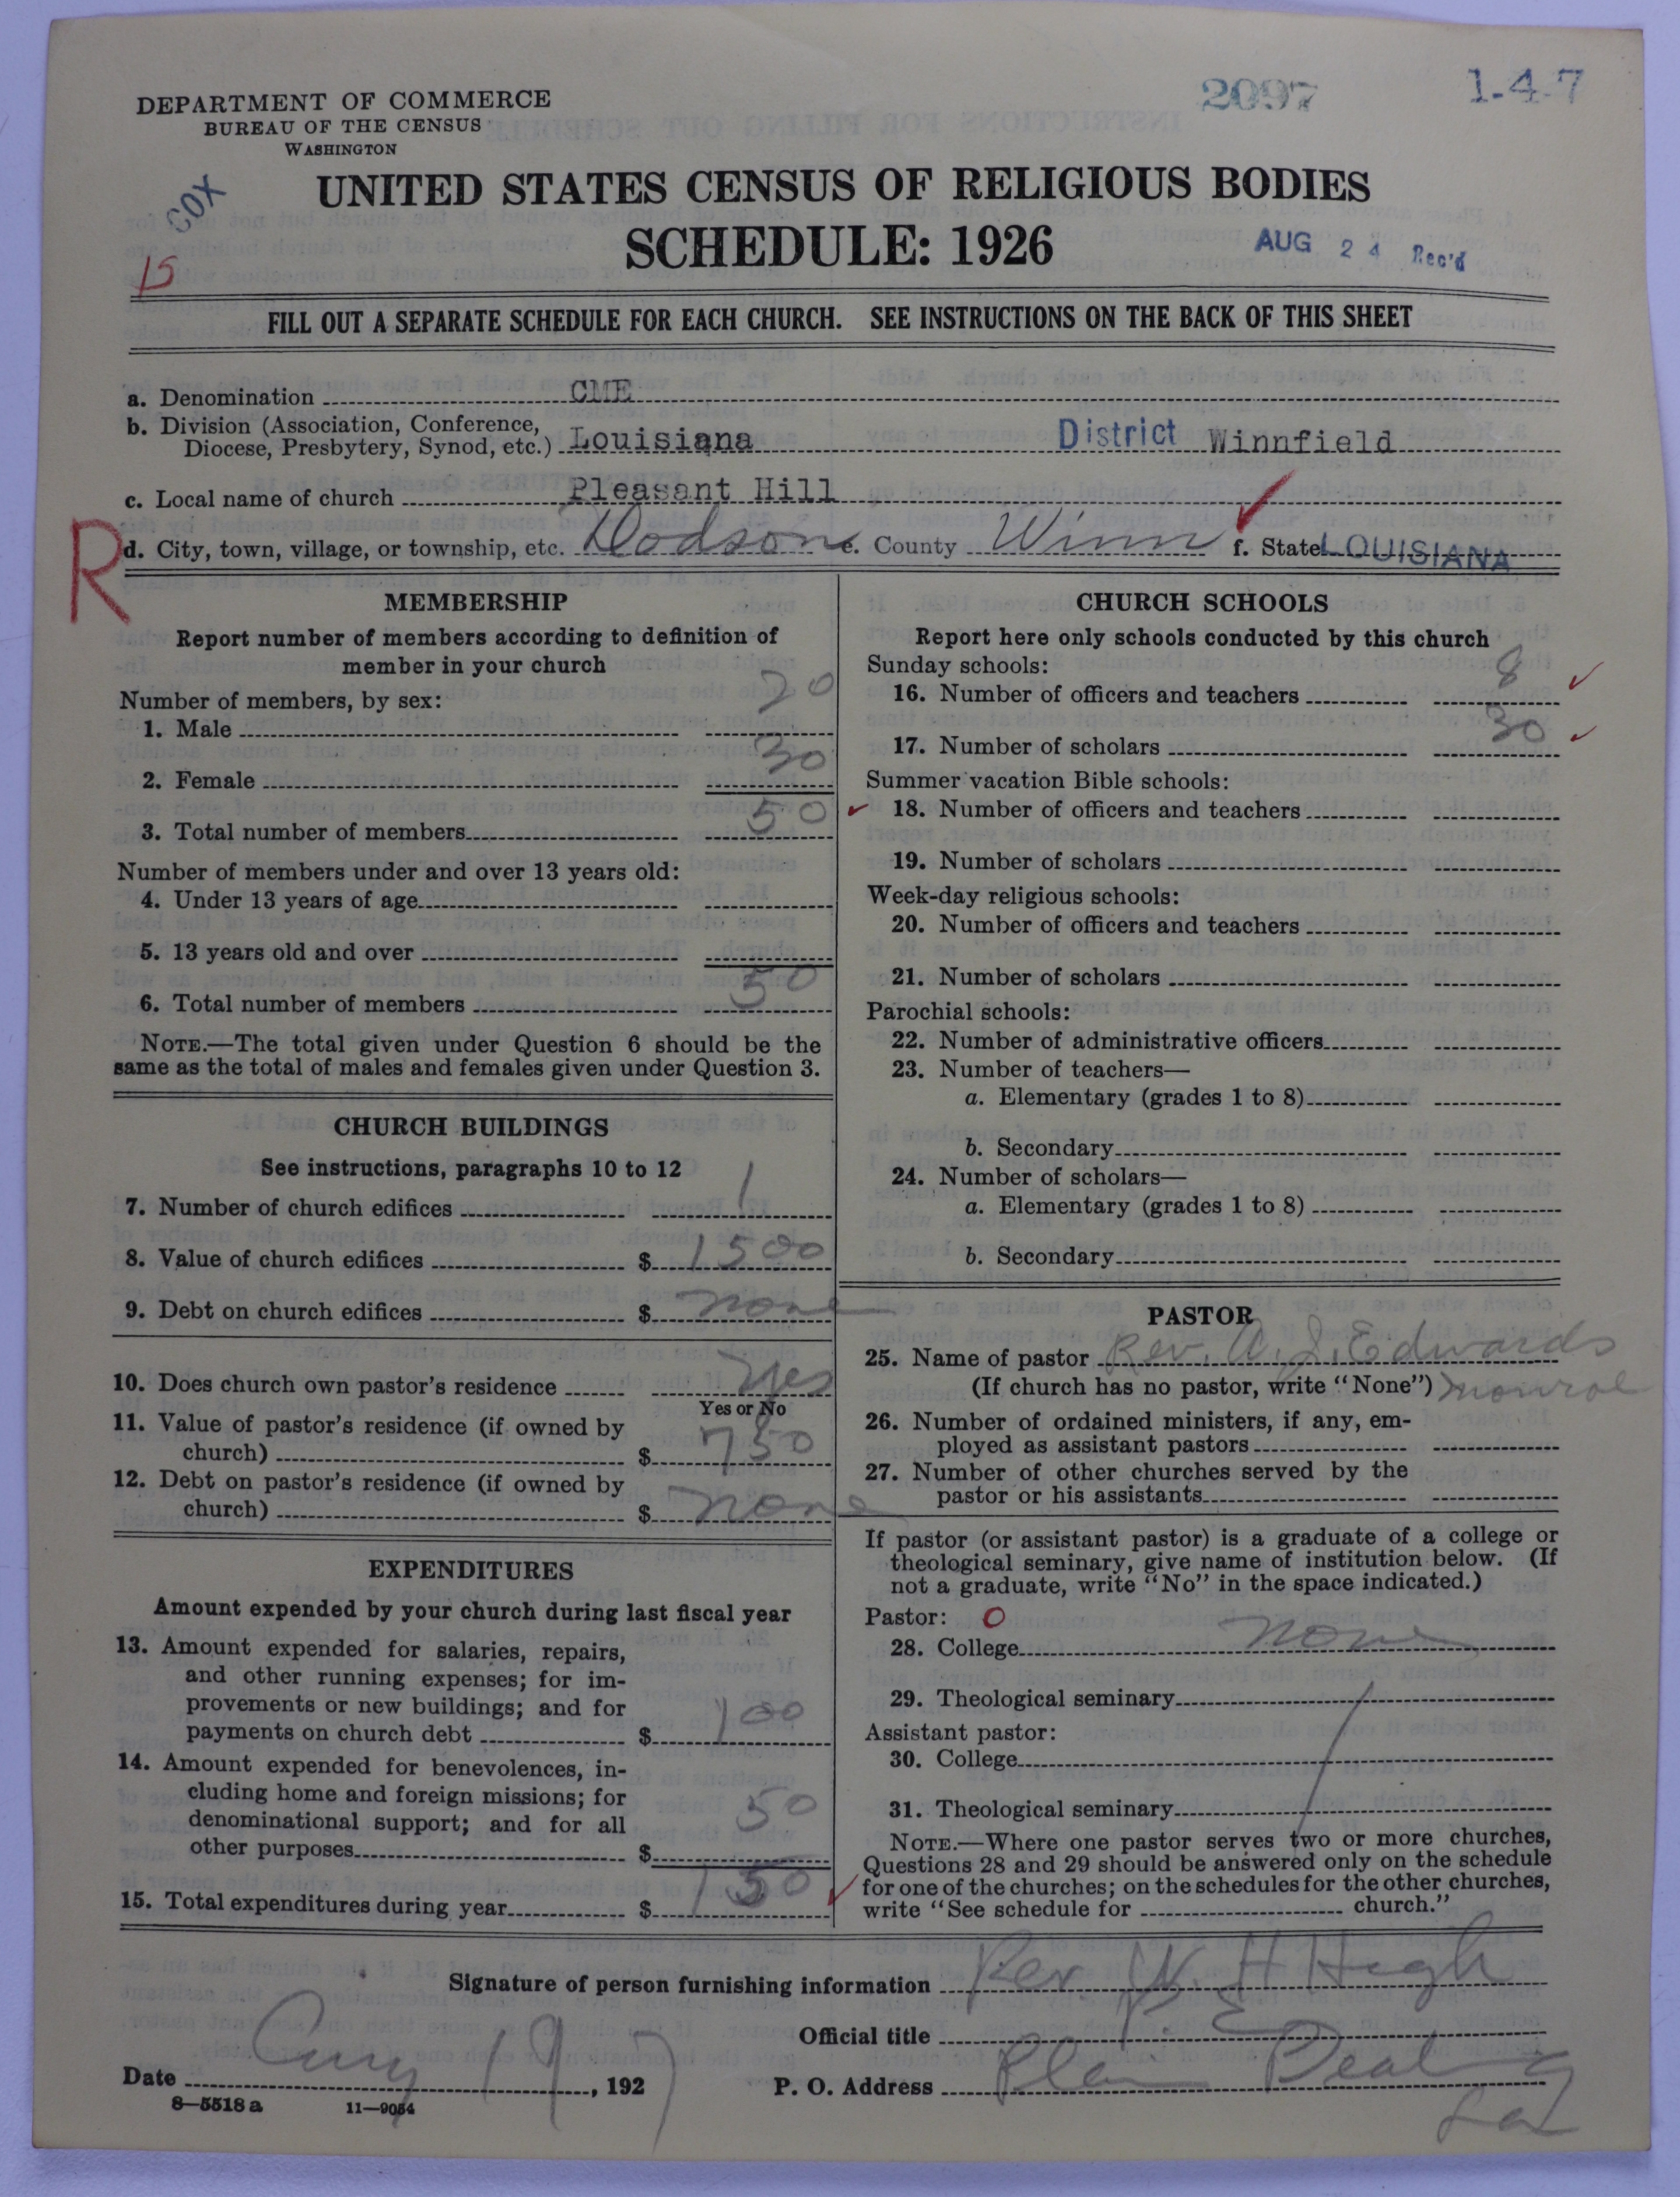 2097
1-4-7
DEPARTMENT OF COMMERCE
BUREAU OF THE CENSUS
WASHINGTON
COX
UNITED STATES CENSUS OF RELIGIOUS BODIES
SCHEDULE: 1926
AUG 24 Rec'd
15
FILL OUT A SEPARATE SCHEDULE FOR EACH CHURCH. SEE INSTRUCTIONS ON THE BACK OF THIS SHEET
a. Denomination CME
b. Division (Association, Conference,
Diocese, Presbytery, Synod, etc.) Louisiana District Winnfield
c. Local name of church Pleasant Hill
R
d. City, town, village, or township, etc. Dodson e. County Winn f. State LOUISIANA
MEMBERSHIP
Report number of members according to definition of
member in your church
Number of members, by sex:
1. Male 20
2. Female 30
3. Total number of members 50
Number of members under and over 13 years old:
4. Under 13 years of age
5. 13 years old and over
6. Total number of members 50
NOTE.—The total given under Question 6 should be the
same as the total of males and females given under Question 3.
CHURCH BUILDINGS
See instructions, paragraphs 10 to 12
7. Number of church edifices 1
8. Value of church edifices $ 1500
9. Debt on church edifices $ none
10. Does church own pastor's residence yes
Yes or No
11. Value of pastor's residence (if owned by
church) $ 750
12. Debt on pastor's residence (if owned by
church) $ none
EXPENDITURES
Amount expended by your church during last fiscal year
13. Amount expended for salaries, repairs,
and other running expenses; for im-
provements or new buildings; and for
payments on church debt $ 100
14. Amount expended for benevolences, in-
cluding home and foreign missions; for
denominational support; and for all
other purposes $ 50
15. Total expenditures during year $ 150
CHURCH SCHOOLS
Report here only schools conducted by this church
Sunday schools:
16. Number of officers and teachers 8
17. Number of scholars 30
Summer vacation Bible schools:
18. Number of officers and teachers
19. Number of scholars
Week-day religious schools:
20. Number of officers and teachers
21. Number of scholars
Parochial schools:
22. Number of administrative officers
23. Number of teachers—
a. Elementary (grades 1 to 8)
b. Secondary
24. Number of scholars—
a. Elementary (grades 1 to 8)
b. Secondary
PASTOR
25. Name of pastor Rev. A. J. Edwards
(If church has no pastor, write "None") monroe
26. Number of ordained ministers, if any, em-
ployed as assistant pastors
27. Number of other churches served by the
pastor or his assistants
If pastor (or assistant pastor) is a graduate of a college or
theological seminary, give name of institution below. (If
not a graduate, write "No" in the space indicated.)
Pastor: O
28. College none
29. Theological seminary
Assistant pastor:
30. College
31. Theological seminary
NOTE.—Where one pastor serves two or more churches,
Questions 28 and 29 should be answered only on the schedule
for one of the churches; on the schedules for the other churches,
write "See schedule for church."
Signature of person furnishing information Rev. W. H High
Official title P. E
Date Aug 19, 1927
P. O. Address Plain Dealing
La
8—5518 a 11—9054